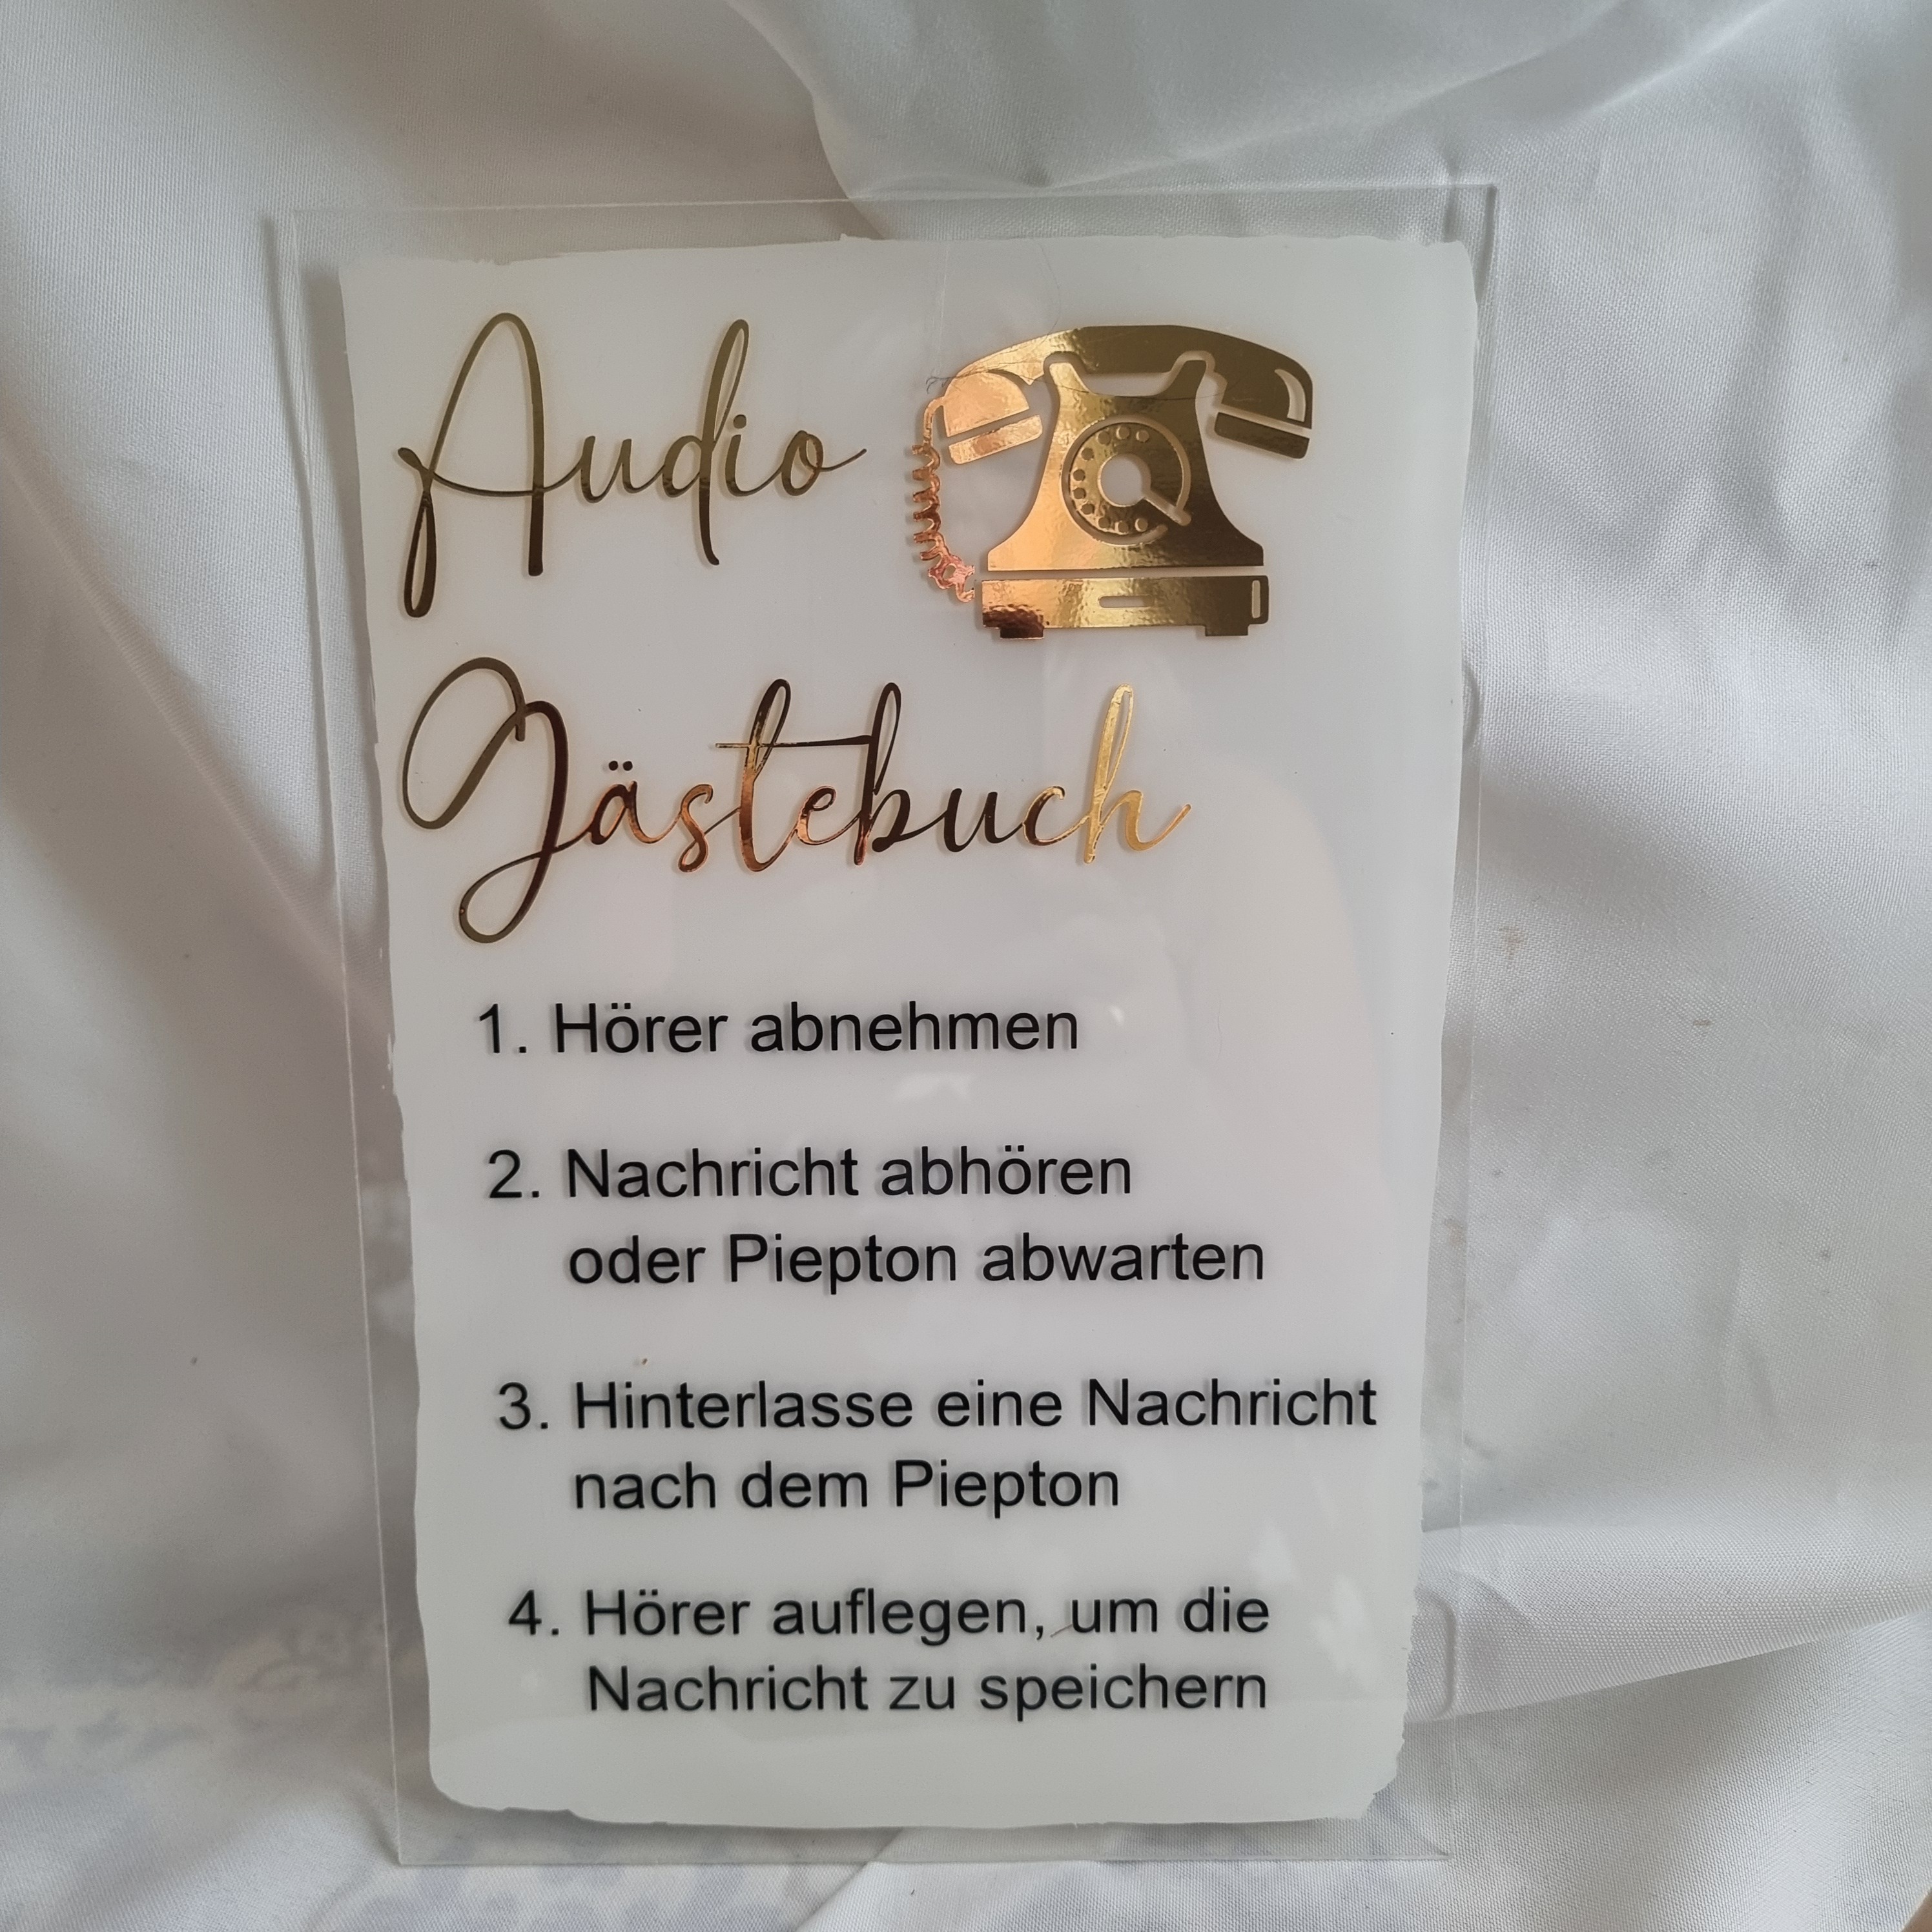 Audio
Gästebuch
1. Hörer abnehmen
2. Nachricht abhören
oder Piepton abwarten
3. Hinterlasse eine Nachricht
nach dem Piepton
4. Hörer auflegen, um die
Nachricht zu speichern